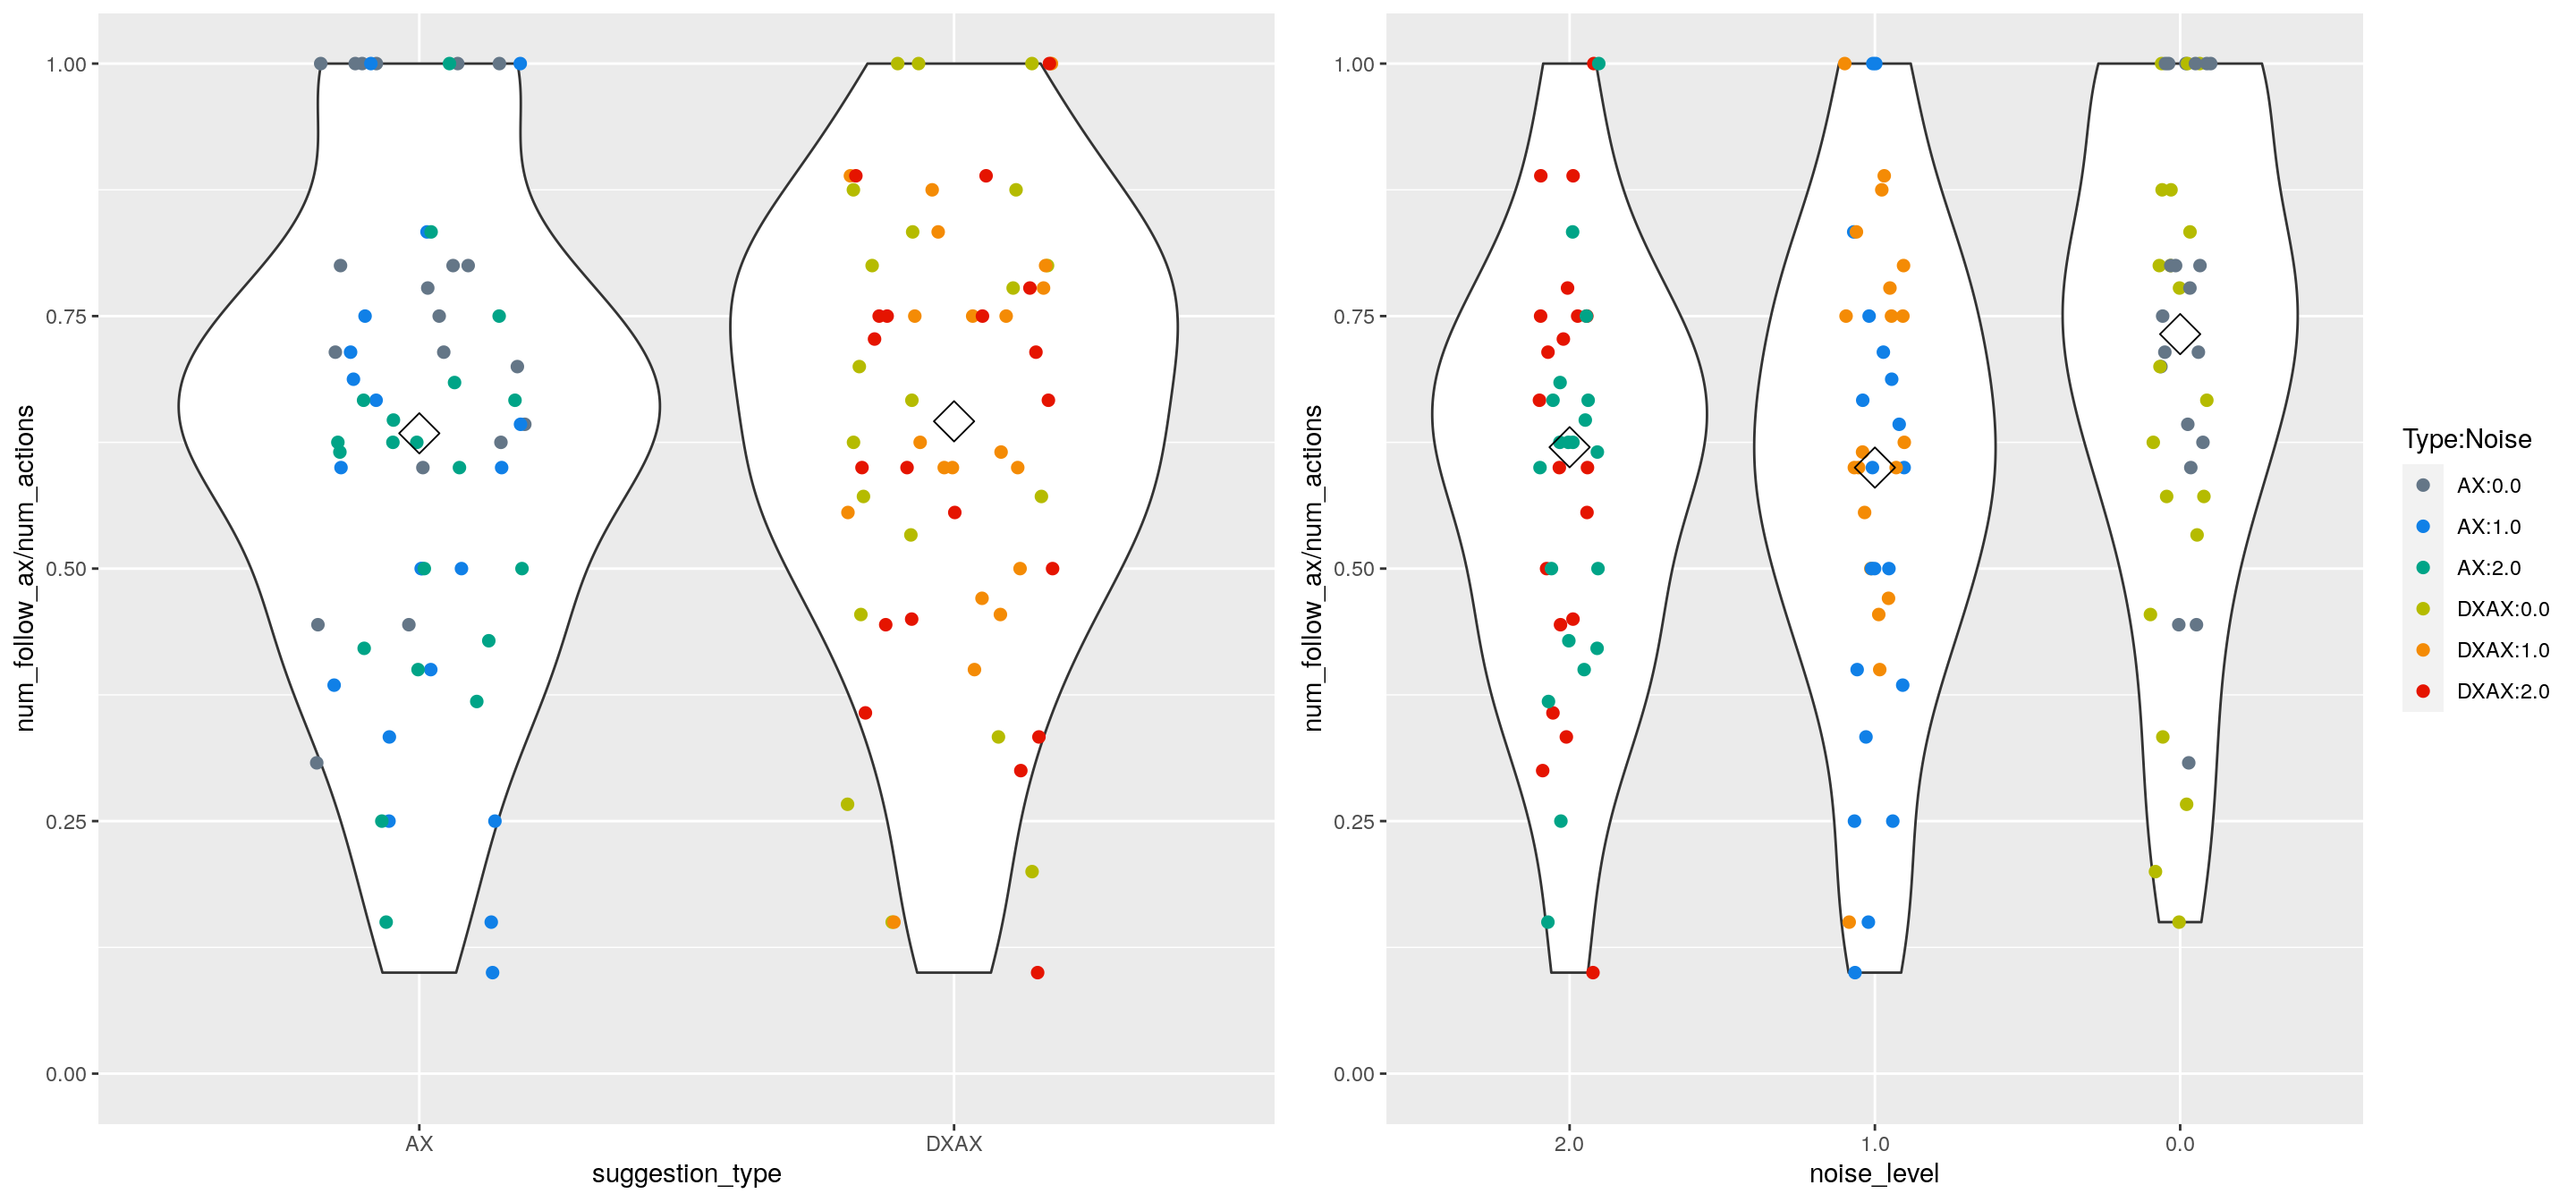 1.00
0.75
0.50
0.25
0.00
num_follow_ax/num_actions
AX
DXAX
suggestion_type
1.00
0.75
0.50
0.25
0.00
num_follow_ax/num_actions
2.0
1.0
0.0
noise_level
Type:Noise
AX:0.0
AX:1.0
AX:2.0
DXAX:0.0
DXAX:1.0
DXAX:2.0